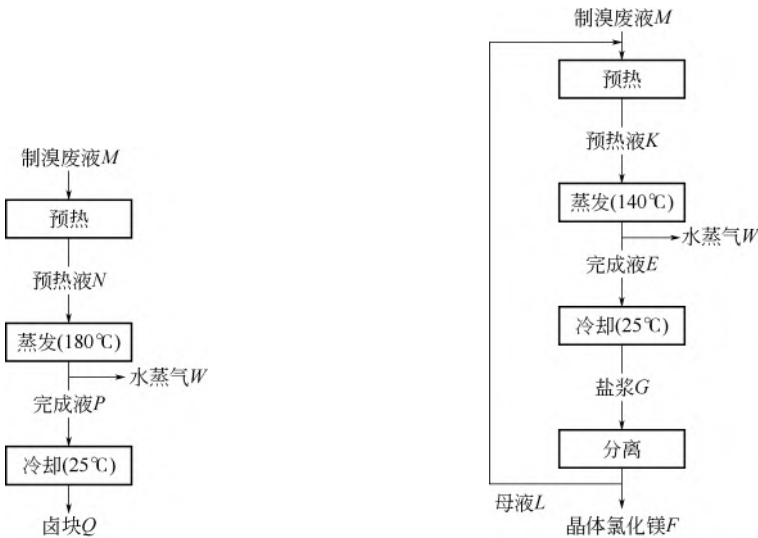 制溴废液M
预热
预热液N
蒸发(180℃)
水蒸气W
完成液P
冷却(25℃)
卤块Q
制溴废液M
预热
预热液K
蒸发(140℃)
水蒸气W
完成液E
冷却(25℃)
盐浆G
分离
母液L
晶体氯化镁F